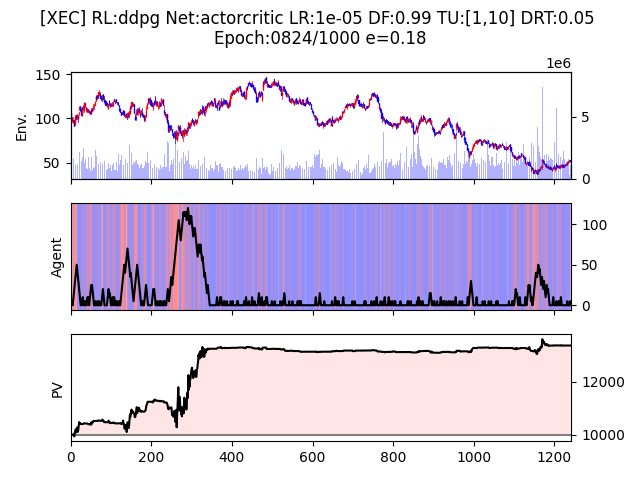 [XEC] RL:ddpg Net:actorcritic LR:1e-05 DF:0.99 TU:[1,10] DRT:0.05
Epoch:0824/1000 e=0.18
1e6
150
100
50
Env.
5
0
Agent
100
50
0
PV
12000
10000
0 200 400 600 800 1000 1200